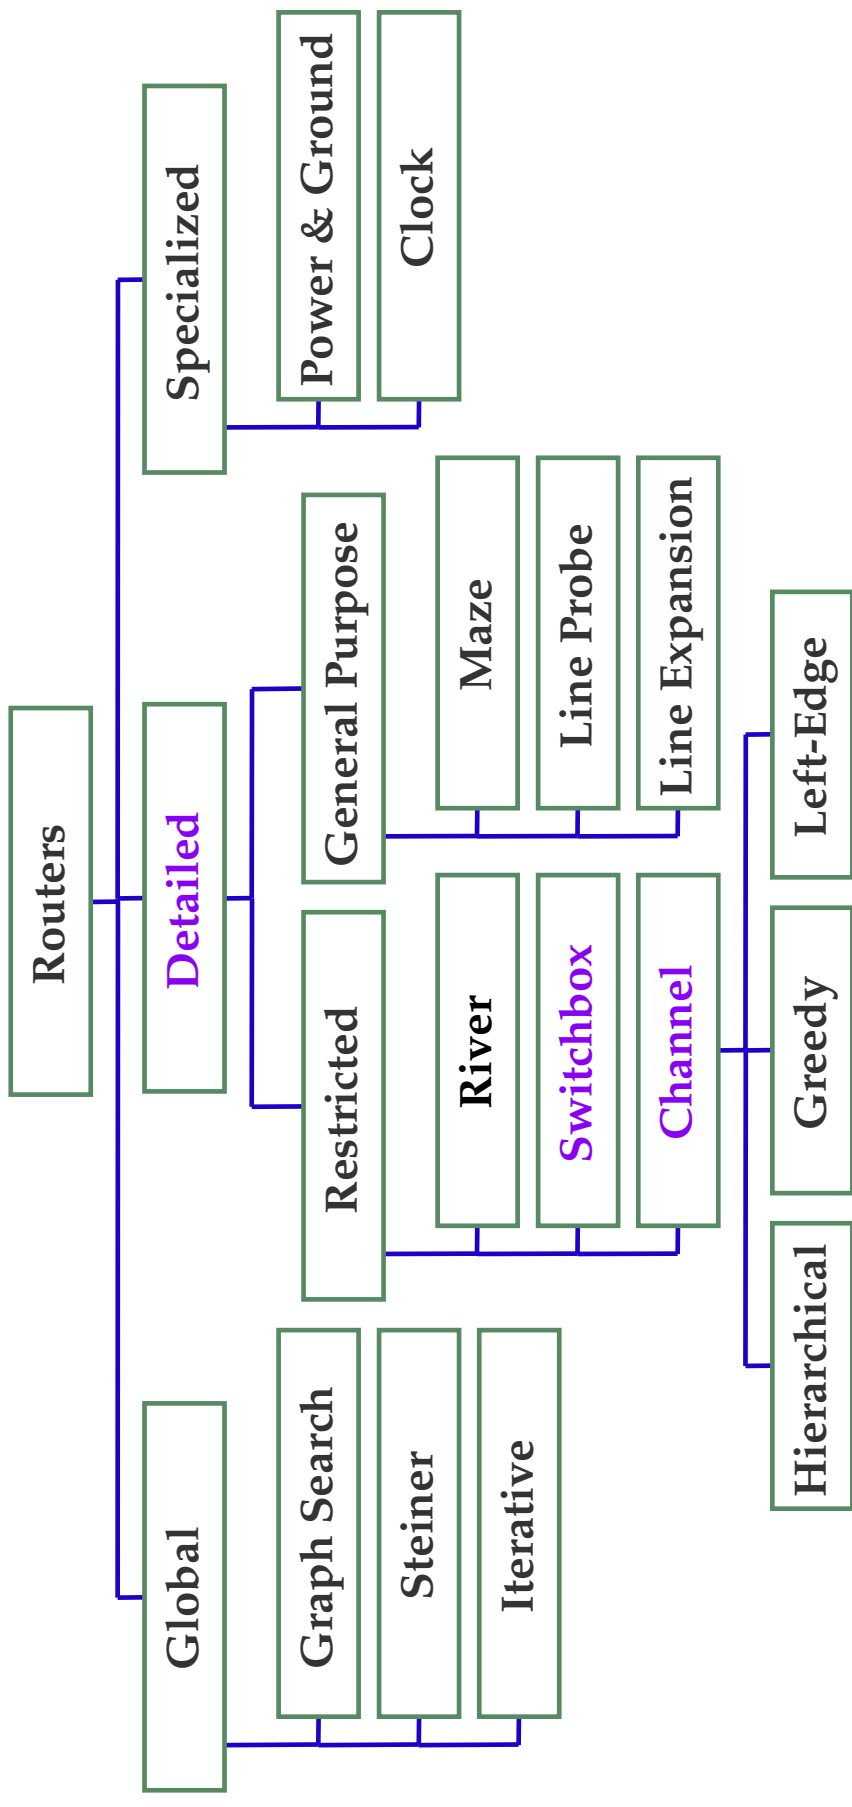 Routers
Global
Detailed
Specialized
Graph Search
Steiner
Iterative
Restricted
General Purpose
Power & Ground
Clock
River
Switchbox
Channel
Maze
Line Probe
Line Expansion
Hierarchical
Greedy
Left-Edge